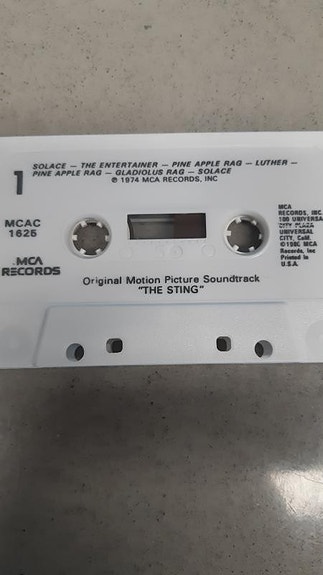 SOLACE — THE ENTERTAINER — PINE APPLE RAG — LUTHER —
PINE APPLE RAG — GLADIOLUS RAG — SOLACE
℗ 1974 MCA RECORDS, INC
1
MCAC
1625
MCA
RECORDS
Original Motion Picture Soundtrack
"THE STING"
MCA
RECORDS, INC.
100 UNIVERSAL
CITY PLAZA
UNIVERSAL
CITY, Calif.
MCA
Records, Inc
Printed in
U.S.A.